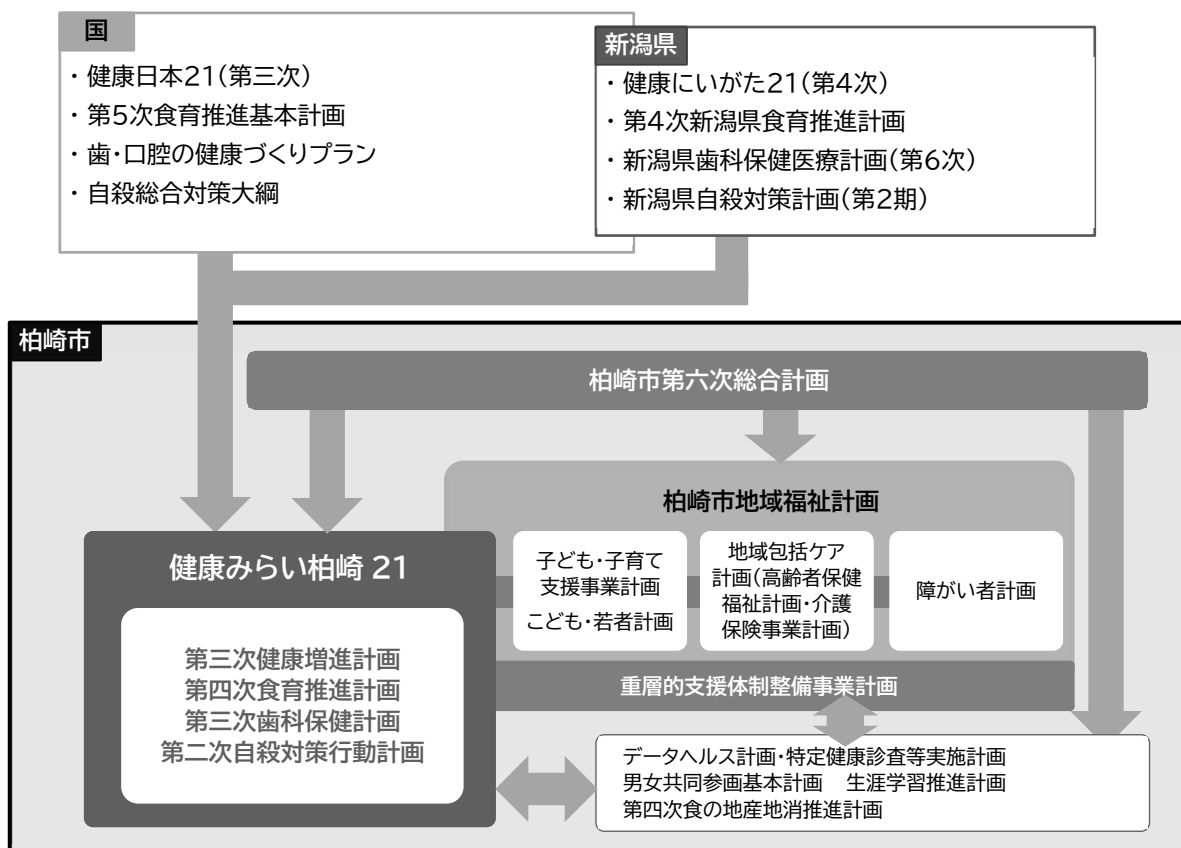 国
・ 健康日本21(第三次)
・ 第5次食育推進基本計画
・ 歯・口腔の健康づくりプラン
・ 自殺総合対策大綱
新潟県
・ 健康にいがた21(第4次)
・ 第4次新潟県食育推進計画
・ 新潟県歯科保健医療計画(第6次)
・ 新潟県自殺対策計画(第2期)
柏崎市
柏崎市第六次総合計画
柏崎市地域福祉計画
子ども・子育て
支援事業計画
こども・若者計画
地域包括ケア
計画(高齢者保健
福祉計画・介護
保険事業計画)
障がい者計画
重層的支援体制整備事業計画
健康みらい柏崎 21
第三次健康増進計画
第四次食育推進計画
第三次歯科保健計画
第二次自殺対策行動計画
データヘルス計画・特定健康診査等実施計画
男女共同参画基本計画　生涯学習推進計画
第四次食の地産地消推進計画